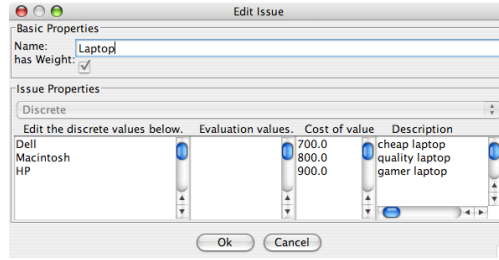 Edit Issue
Basic Properties
Name: Laptop
has Weight:
Issue Properties
Discrete
Edit the discrete values below. Evaluation values. Cost of value Description
Dell 700.0 cheap laptop
Macintosh 800.0 quality laptop
HP 900.0 gamer laptop
Ok Cancel